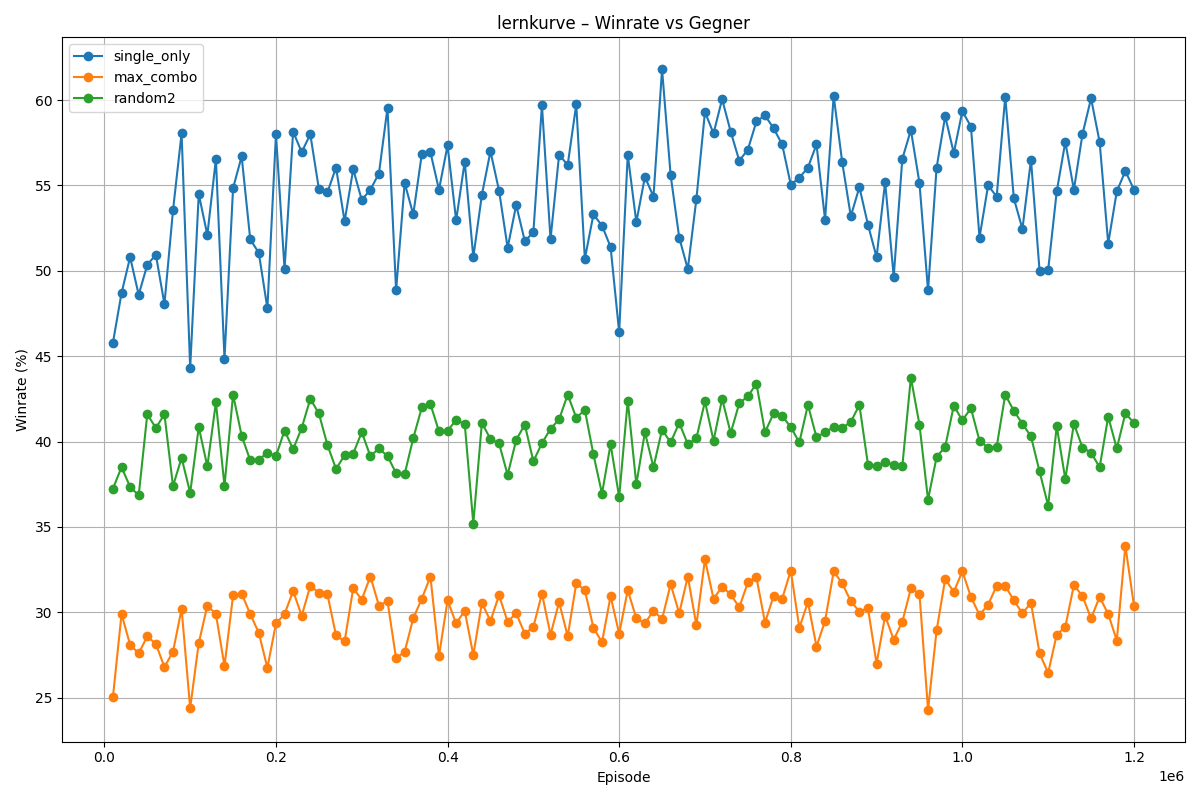 lernkurve – Winrate vs Gegner
single_only
max_combo
random2
Winrate (%)
60
55
50
45
40
35
30
25
0.0 0.2 0.4 0.6 0.8 1.0 1.2
1e6
Episode